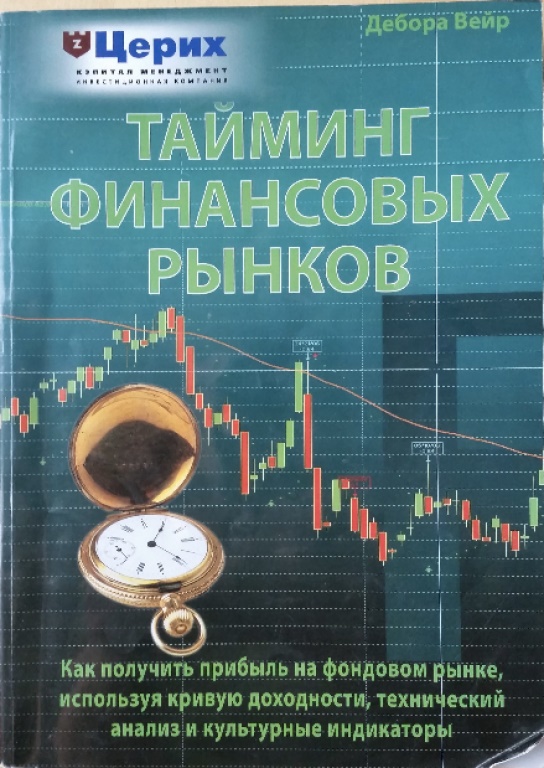 Дебора Вейр
Церих
КЭПИТАЛ МЕНЕДЖМЕНТ
ИНВЕСТИЦИОННАЯ КОМПАНИЯ
ТАЙМИНГ
ФИНАНСОВЫХ
РЫНКОВ
Как получить прибыль на фондовом рынке,
используя кривую доходности, технический
анализ и культурные индикаторы